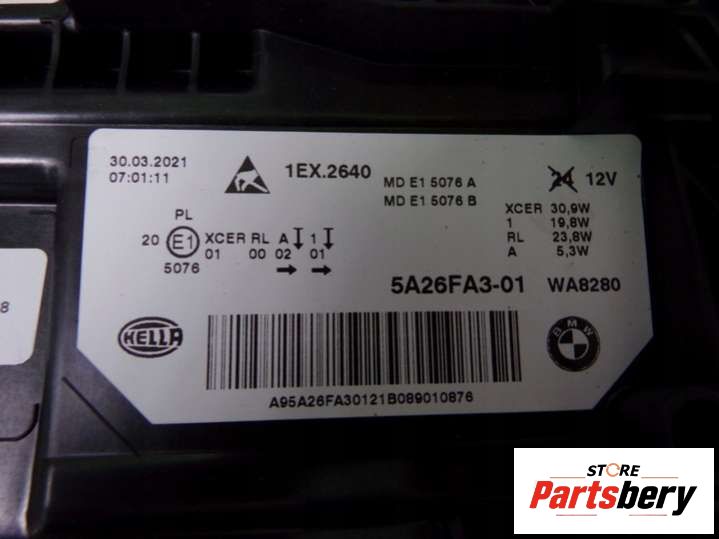 30.03.2021
07:01:11
1EX.2640
MD E1 5076 A
MD E1 5076 B
24 12V
XCER 30,9W
1 19,8W
RL 23,8W
A 5,3W
PL
20 E1 XCER RL A 1
01 00 02 01
5076
5A26FA3-01 WA8280
HELLA
BMW
A95A26FA30121B089010876
8
STORE
Partsbery